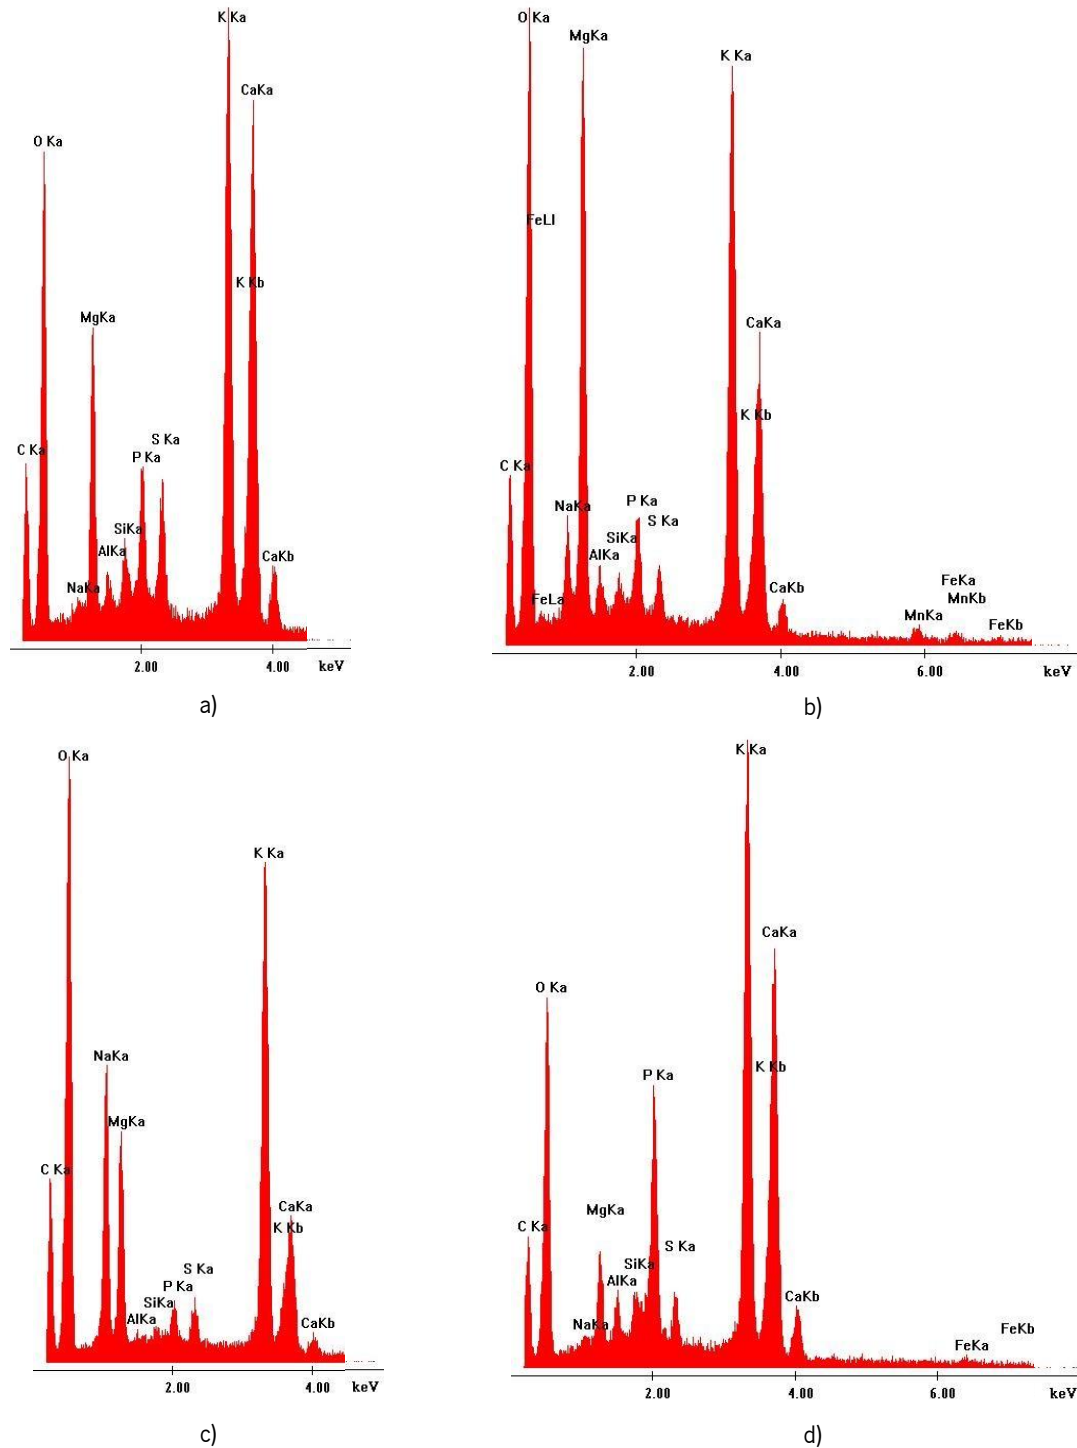 K Ka
CaKa
O Ka
K Kb
MgKa
S Ka
C Ka
P Ka
SiKa
AlKa
CaKb
NaKa
2.00 4.00 keV
a)
O Ka
MgKa
K Ka
FeLl
CaKa
K Kb
C Ka
P Ka
NaKa
S Ka
SiKa
AlKa
FeKa
CaKb
MnKb
FeLa
MnKa
FeKb
2.00 4.00 6.00 keV
b)
O Ka
K Ka
NaKa
MgKa
C Ka
CaKa
K Kb
S Ka
P Ka
SiKa
AlKa
CaKb
2.00 4.00 keV
c)
K Ka
CaKa
O Ka
K Kb
P Ka
MgKa
C Ka
S Ka
SiKa
AlKa
CaKb
NaKa
FeKb
FeKa
2.00 4.00 6.00 keV
d)